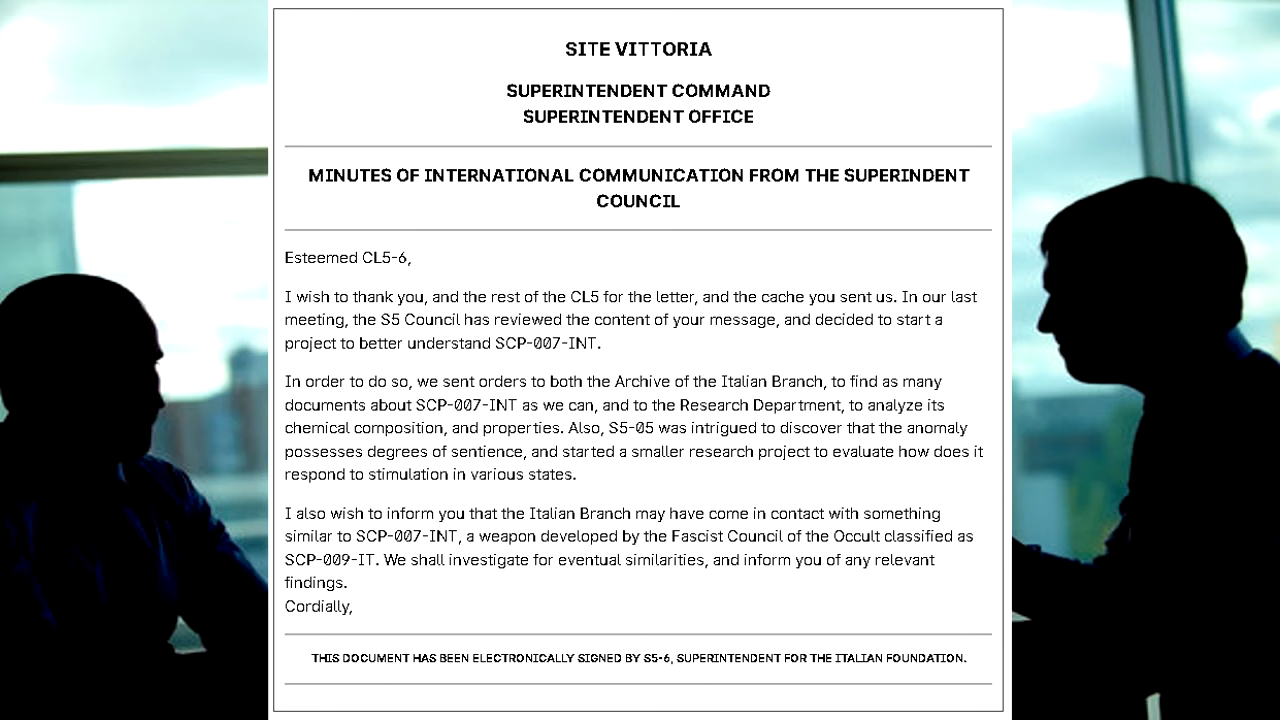 SITE VITTORIA
SUPERINTENDENT COMMAND
SUPERINTENDENT OFFICE
MINUTES OF INTERNATIONAL COMMUNICATION FROM THE SUPERINDENT
COUNCIL
Esteemed CL5-6,
I wish to thank you, and the rest of the CL5 for the letter, and the cache you sent us. In our last
meeting, the S5 Council has reviewed the content of your message, and decided to start a
project to better understand SCP-007-INT.
In order to do so, we sent orders to both the Archive of the Italian Branch, to find as many
documents about SCP-007-INT as we can, and to the Research Department, to analyze its
chemical composition, and properties. Also, S5-05 was intrigued to discover that the anomaly
possesses degrees of sentience, and started a smaller research project to evaluate how does it
respond to stimulation in various states.
I also wish to inform you that the Italian Branch may have come in contact with something
similar to SCP-007-INT, a weapon developed by the Fascist Council of the Occult classified as
SCP-009-IT. We shall investigate for eventual similarities, and inform you of any relevant
findings.
Cordially,
THIS DOCUMENT HAS BEEN ELECTRONICALLY SIGNED BY S5-6, SUPERINTENDENT FOR THE ITALIAN FOUNDATION.